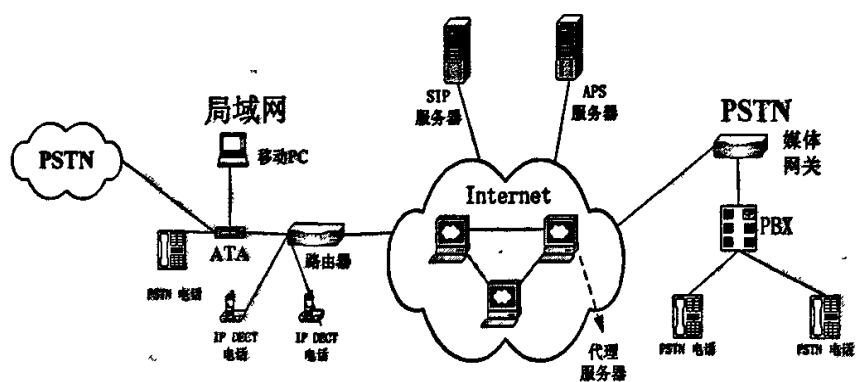 SIP
服务器
APS
服务器
局域网
PSTN
PSTN
移动PC
媒体
网关
Internet
ATA
路由器
PBX
PSTN 电话
IP DECT
电话
IP DECT
电话
代理
服务器
PSTN 电话
PSTN 电话